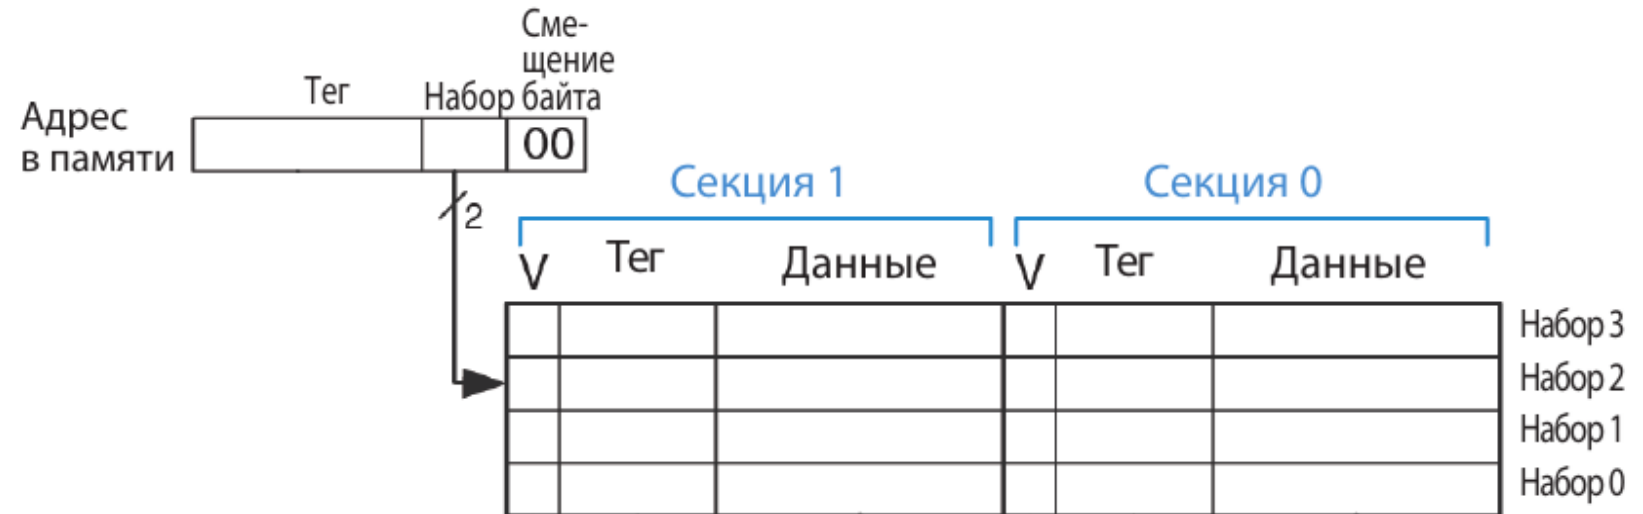 Сме-
щение
Тег
Набор байта
Адрес
в памяти
00
Секция 1
Секция 0
2
V
Тег
Данные
V
Тег
Данные
Набор 3
Набор 2
Набор 1
Набор 0